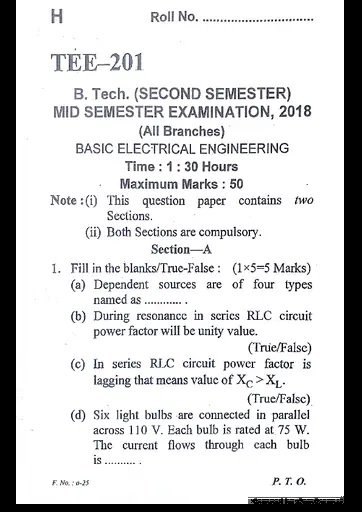 H
Roll No. ...............................
TEE–201
B. Tech. (SECOND SEMESTER)
MID SEMESTER EXAMINATION, 2018
(All Branches)
BASIC ELECTRICAL ENGINEERING
Time : 1 : 30 Hours
Maximum Marks : 50
Note : (i) This question paper contains two
Sections.
(ii) Both Sections are compulsory.
Section—A
1. Fill in the blanks/True-False : (1×5=5 Marks)
(a) Dependent sources are of four types
named as ............ .
(b) During resonance in series RLC circuit
power factor will be unity value.
(True/False)
(c) In series RLC circuit power factor is
lagging that means value of XC > XL.
(True/False)
(d) Six light bulbs are connected in parallel
across 110 V. Each bulb is rated at 75 W.
The current flows through each bulb
is .......... .
F. No. : a-25
P. T. O.